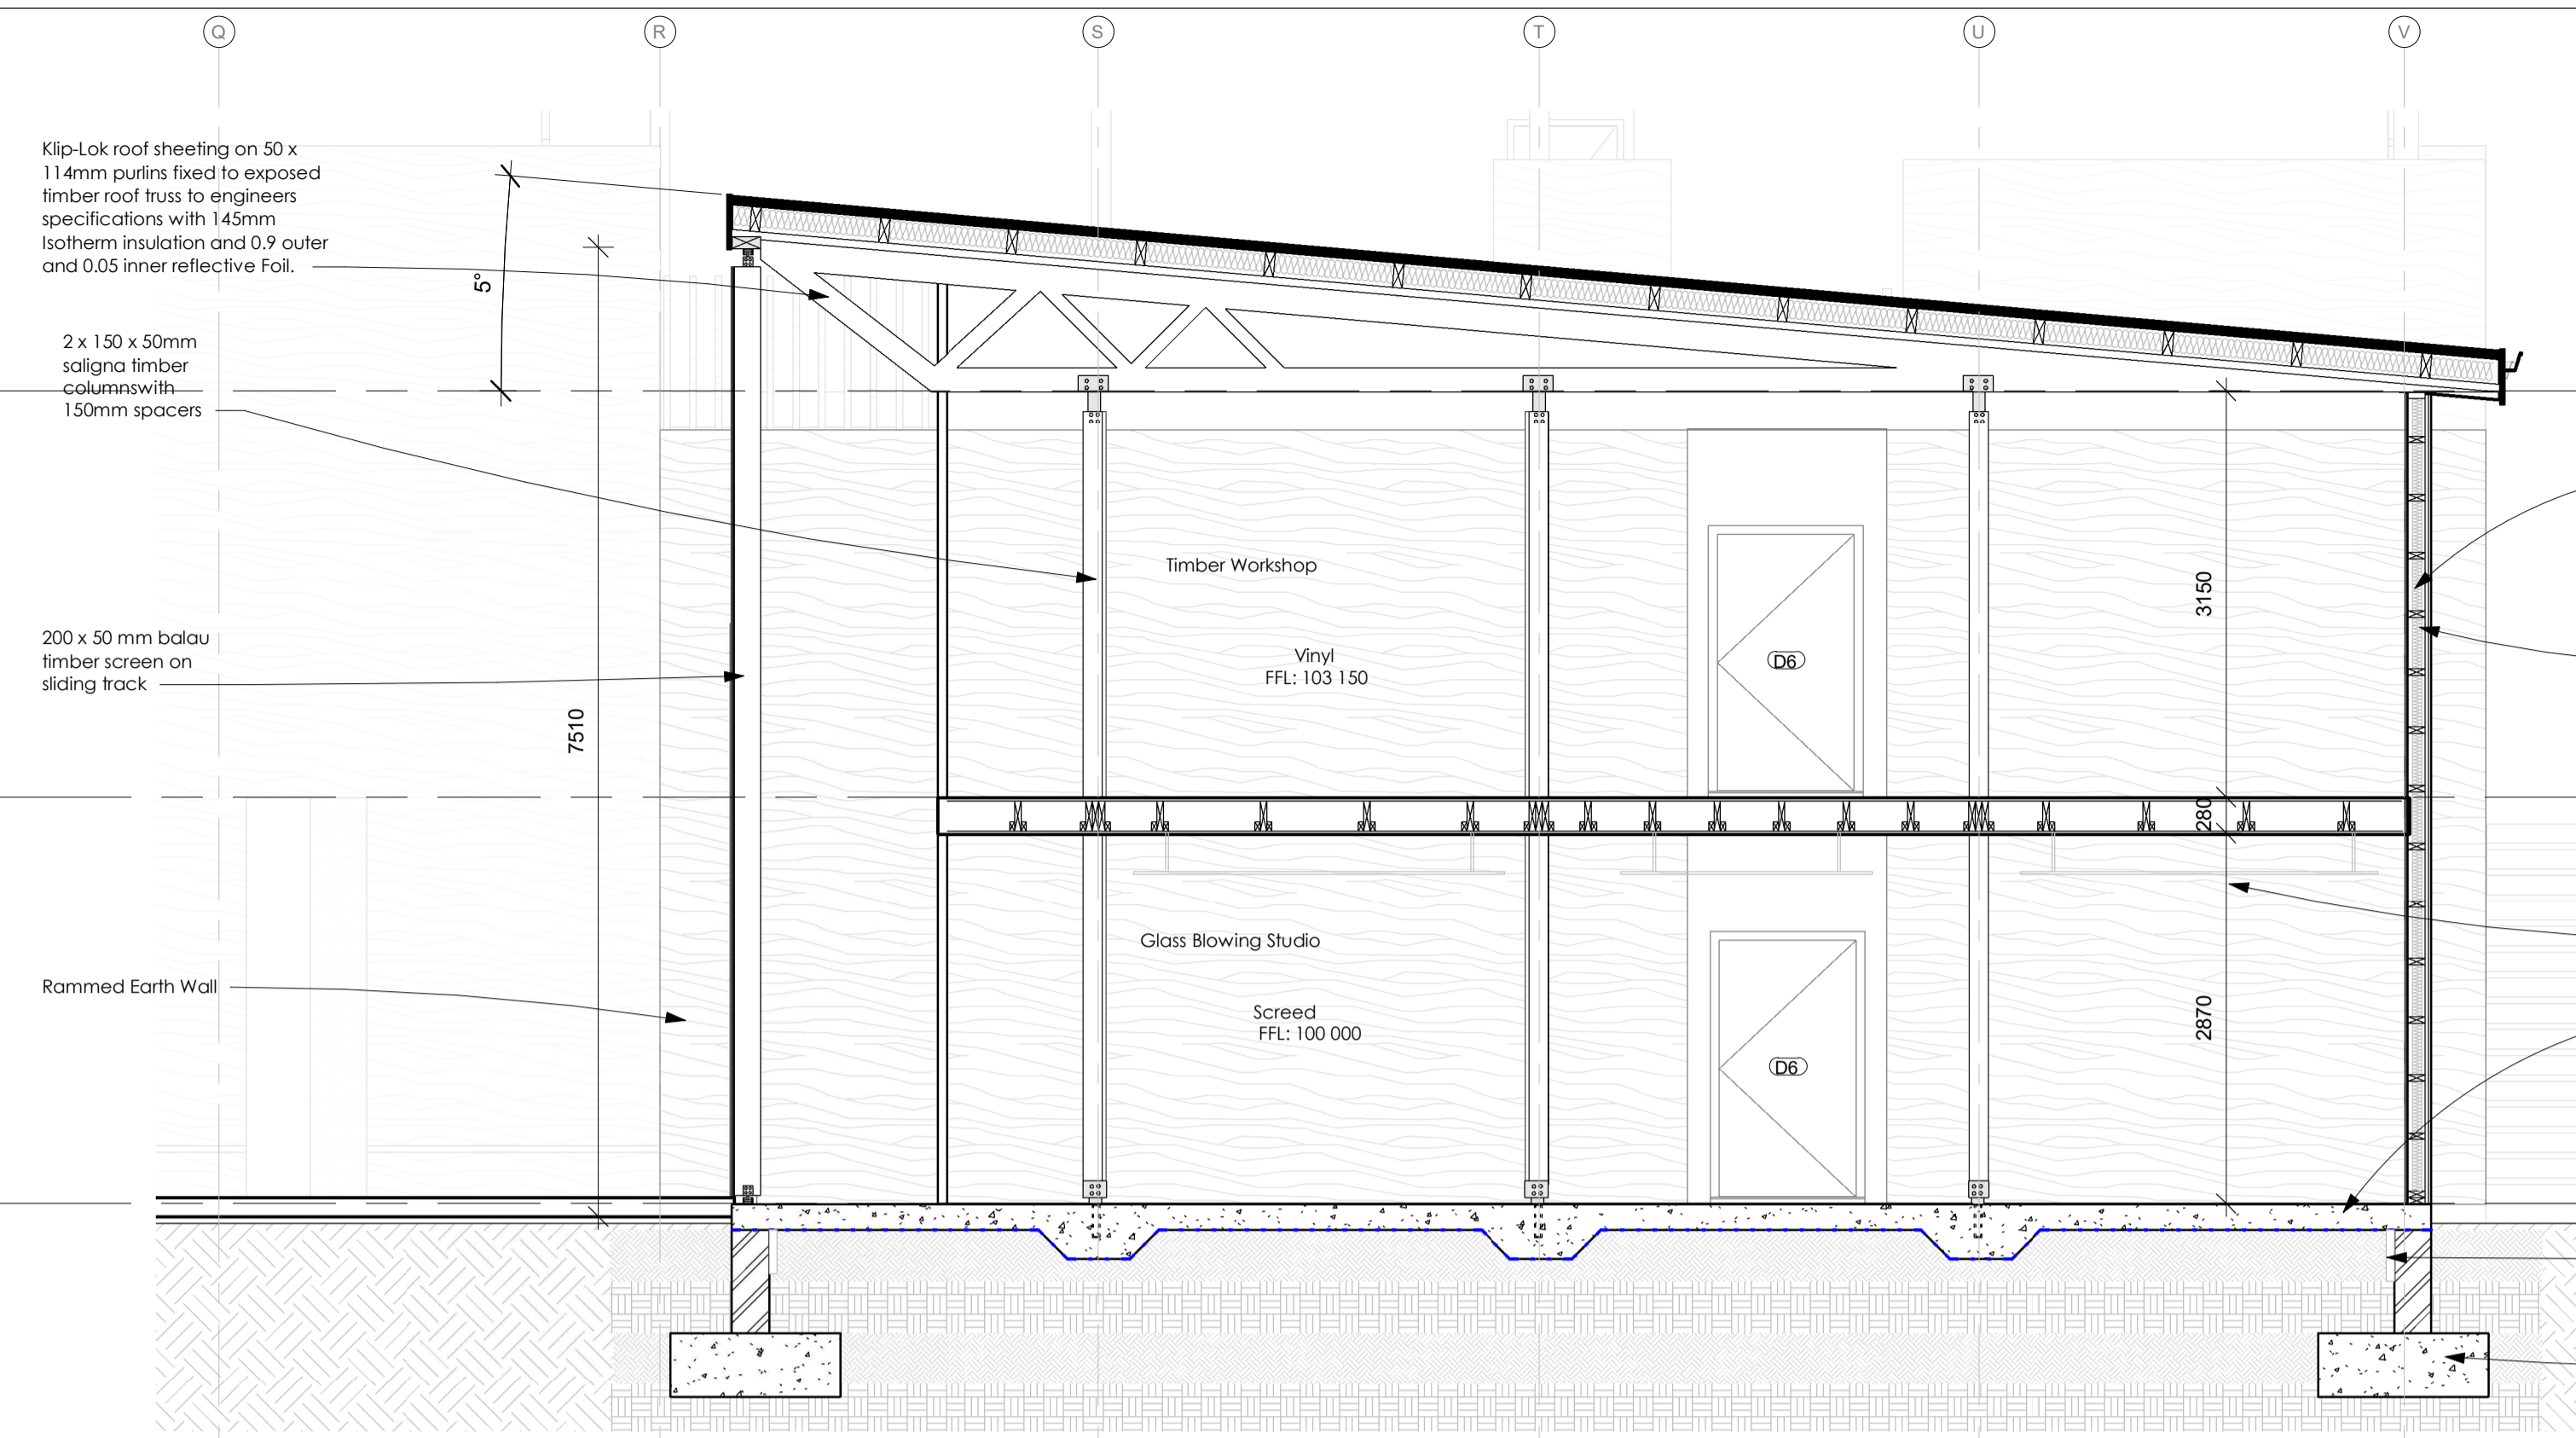 Q
R
S
T
U
V
Klip-Lok roof sheeting on 50 x
114mm purlins fixed to exposed
timber roof truss to engineers
specifications with 145mm
Isotherm insulation and 0.9 outer
and 0.05 inner reflective Foil.
5°
2 x 150 x 50mm
saligna timber
columnswith
150mm spacers
200 x 50 mm balau
timber screen on
sliding track
7510
Rammed Earth Wall
Timber Workshop
Vinyl
FFL: 103 150
D6
3150
280
Glass Blowing Studio
Screed
FFL: 100 000
D6
2870